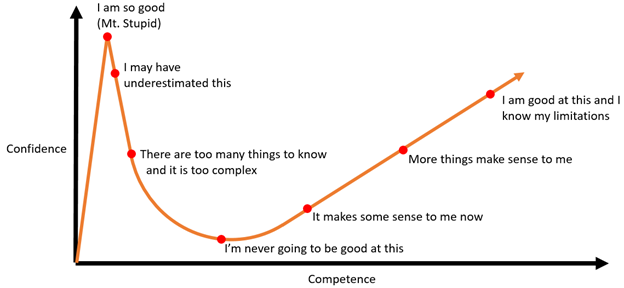 I am so good
(Mt. Stupid)
I may have
underestimated this
Confidence
There are too many things to know
and it is too complex
I'm never going to be good at this
It makes some sense to me now
More things make sense to me
I am good at this and I
know my limitations
Competence